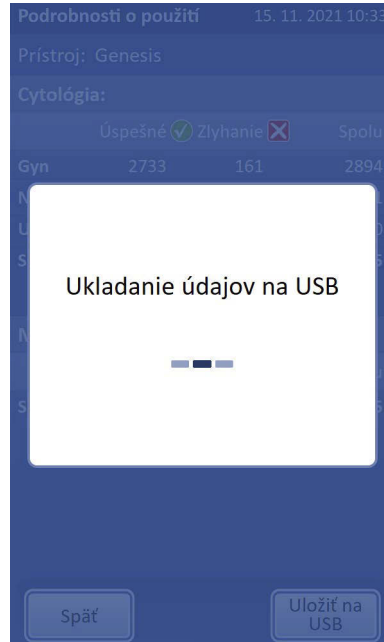 Podrobnosti o použití 15. 11. 2021 10:33
Prístroj: Genesis
Cytológia:
Úspešné Zlyhanie Spolu
Gyn 2733 161 2894
Ukladanie údajov na USB
Späť
Uložiť na
USB